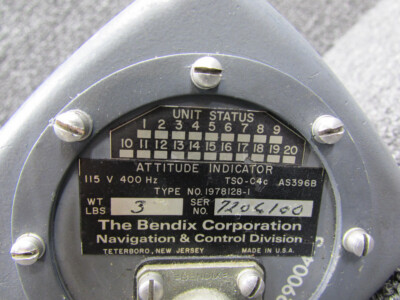 UNIT STATUS
1 2 3 4 5 6 7 8 9
10 11 12 13 14 15 16 17 18 19 20
ATTITUDE INDICATOR
115 V 400 Hz TSO-C4c AS396B
TYPE NO. 1978128-1
WT LBS 3 SER NO. 7206100
The Bendix Corporation
Navigation & Control Division
TETERBORO, NEW JERSEY MADE IN U.S.A.